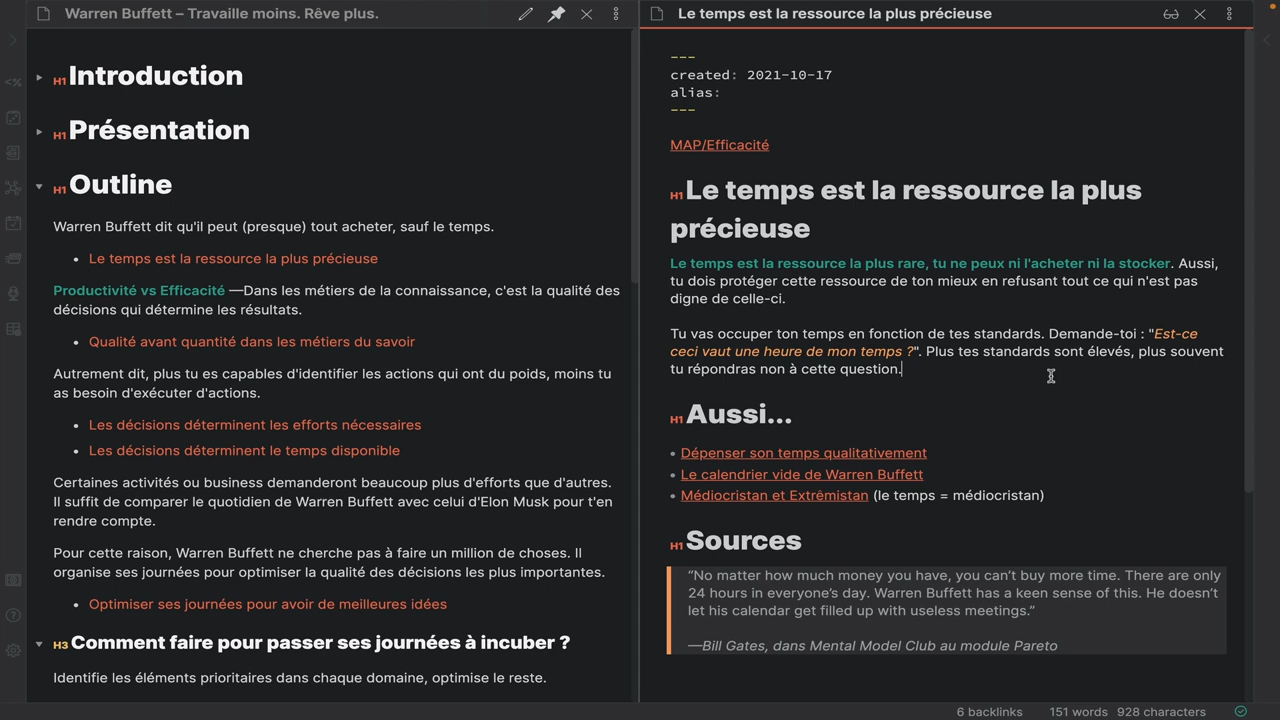 Warren Buffett – Travaille moins. Rêve plus.
H1 Introduction
H1 Présentation
H1 Outline
Warren Buffett dit qu'il peut (presque) tout acheter, sauf le temps.
• Le temps est la ressource la plus précieuse
Productivité vs Efficacité —Dans les métiers de la connaissance, c'est la qualité des
décisions qui détermine les résultats.
• Qualité avant quantité dans les métiers du savoir
Autrement dit, plus tu es capables d'identifier les actions qui ont du poids, moins tu
as besoin d'exécuter d'actions.
• Les décisions déterminent les efforts nécessaires
• Les décisions déterminent le temps disponible
Certaines activités ou business demanderont beaucoup plus d'efforts que d'autres.
Il suffit de comparer le quotidien de Warren Buffett avec celui d'Elon Musk pour t'en
rendre compte.
Pour cette raison, Warren Buffett ne cherche pas à faire un million de choses. Il
organise ses journées pour optimiser la qualité des décisions les plus importantes.
• Optimiser ses journées pour avoir de meilleures idées
H3 Comment faire pour passer ses journées à incuber ?
Identifie les éléments prioritaires dans chaque domaine, optimise le reste.
Le temps est la ressource la plus précieuse
---
created: 2021-10-17
alias:
---
MAP/Efficacité
H1 Le temps est la ressource la plus
précieuse
Le temps est la ressource la plus rare, tu ne peux ni l'acheter ni la stocker. Aussi,
tu dois protéger cette ressource de ton mieux en refusant tout ce qui n'est pas
digne de celle-ci.
Tu vas occuper ton temps en fonction de tes standards. Demande-toi : "Est-ce
ceci vaut une heure de mon temps ?". Plus tes standards sont élevés, plus souvent
tu répondras non à cette question.
H1 Aussi...
• Dépenser son temps qualitativement
• Le calendrier vide de Warren Buffett
• Médiocristan et Extrêmistan (le temps = médiocristan)
H1 Sources
“No matter how much money you have, you can’t buy more time. There are only
24 hours in everyone’s day. Warren Buffett has a keen sense of this. He doesn’t
let his calendar get filled up with useless meetings.”
—Bill Gates, dans Mental Model Club au module Pareto
6 backlinks 151 words 928 characters